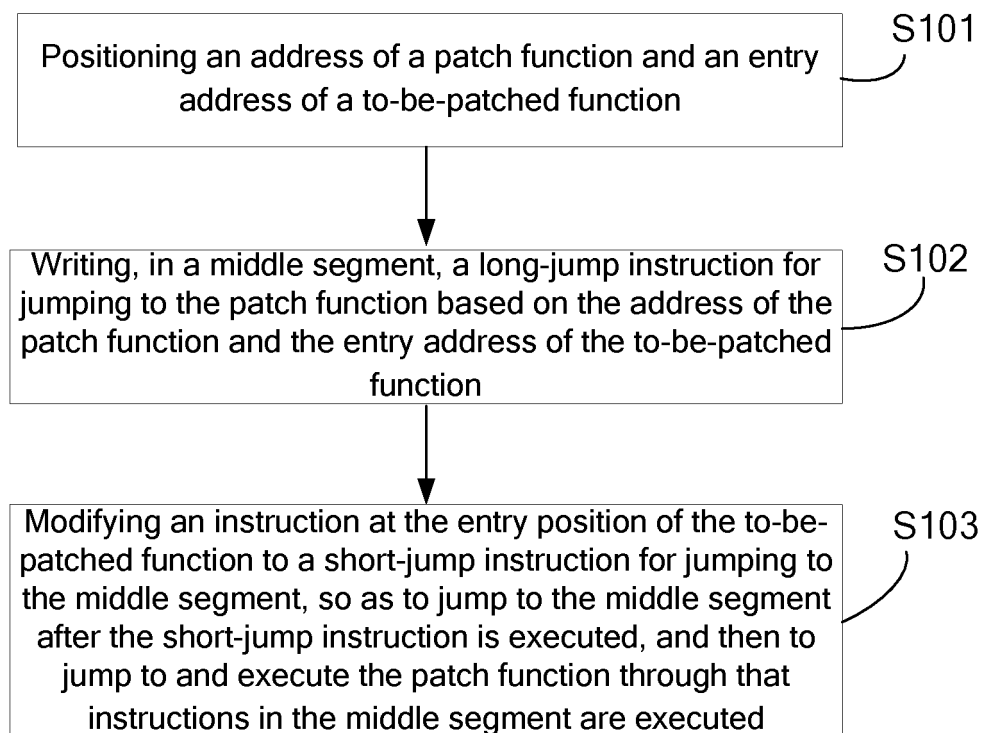 S101
Positioning an address of a patch function and an entry
address of a to-be-patched function
S102
Writing, in a middle segment, a long-jump instruction for
jumping to the patch function based on the address of the
patch function and the entry address of the to-be-patched
function
S103
Modifying an instruction at the entry position of the to-be-
patched function to a short-jump instruction for jumping to
the middle segment, so as to jump to the middle segment
after the short-jump instruction is executed, and then to
jump to and execute the patch function through that
instructions in the middle segment are executed